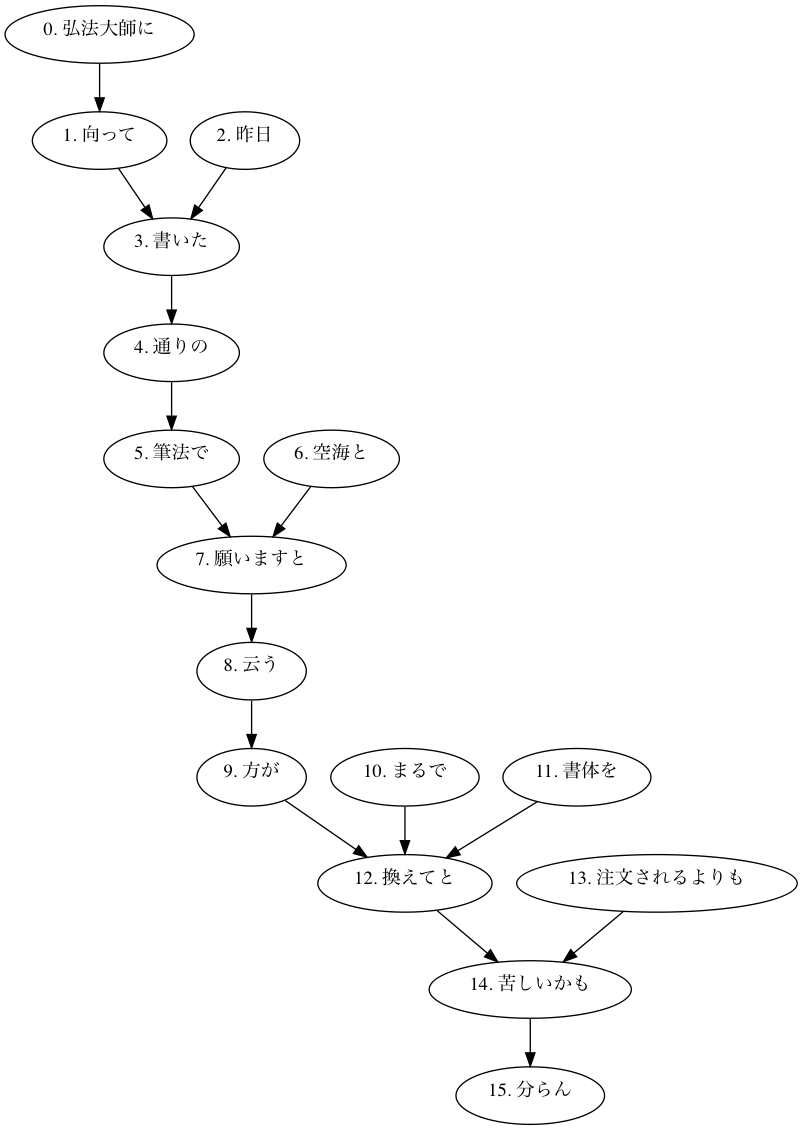 0. 弘法大師に
1. 向って
2. 昨日
3. 書いた
4. 通りの
5. 筆法で
6. 空海と
7. 願いますと
8. 云う
9. 方が
10. まるで
11. 書体を
12. 換えてと
13. 注文されるよりも
14. 苦しいかも
15. 分らん